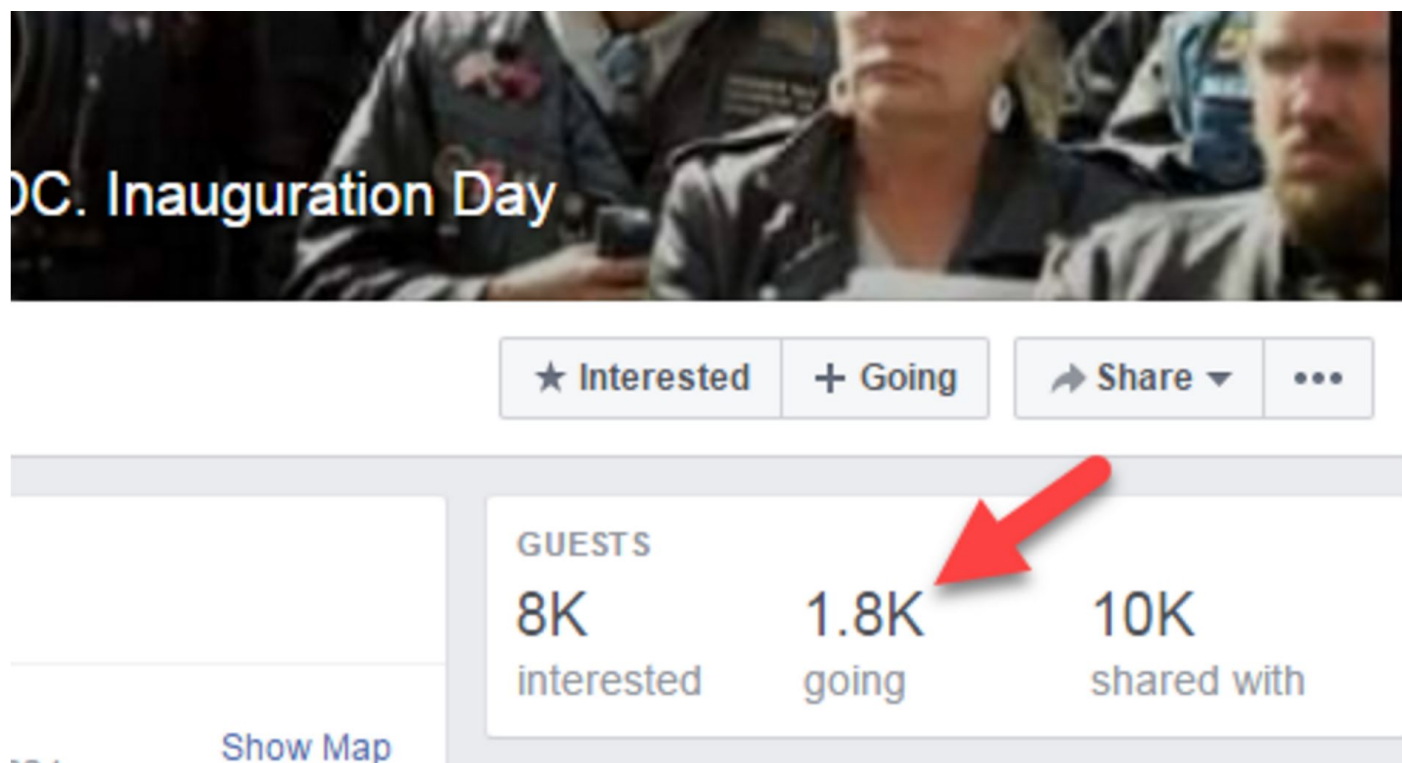 DC. Inauguration Day
Interested
Going
Share
GUESTS
8K
1.8K
10K
interested
going
shared with
Show Map